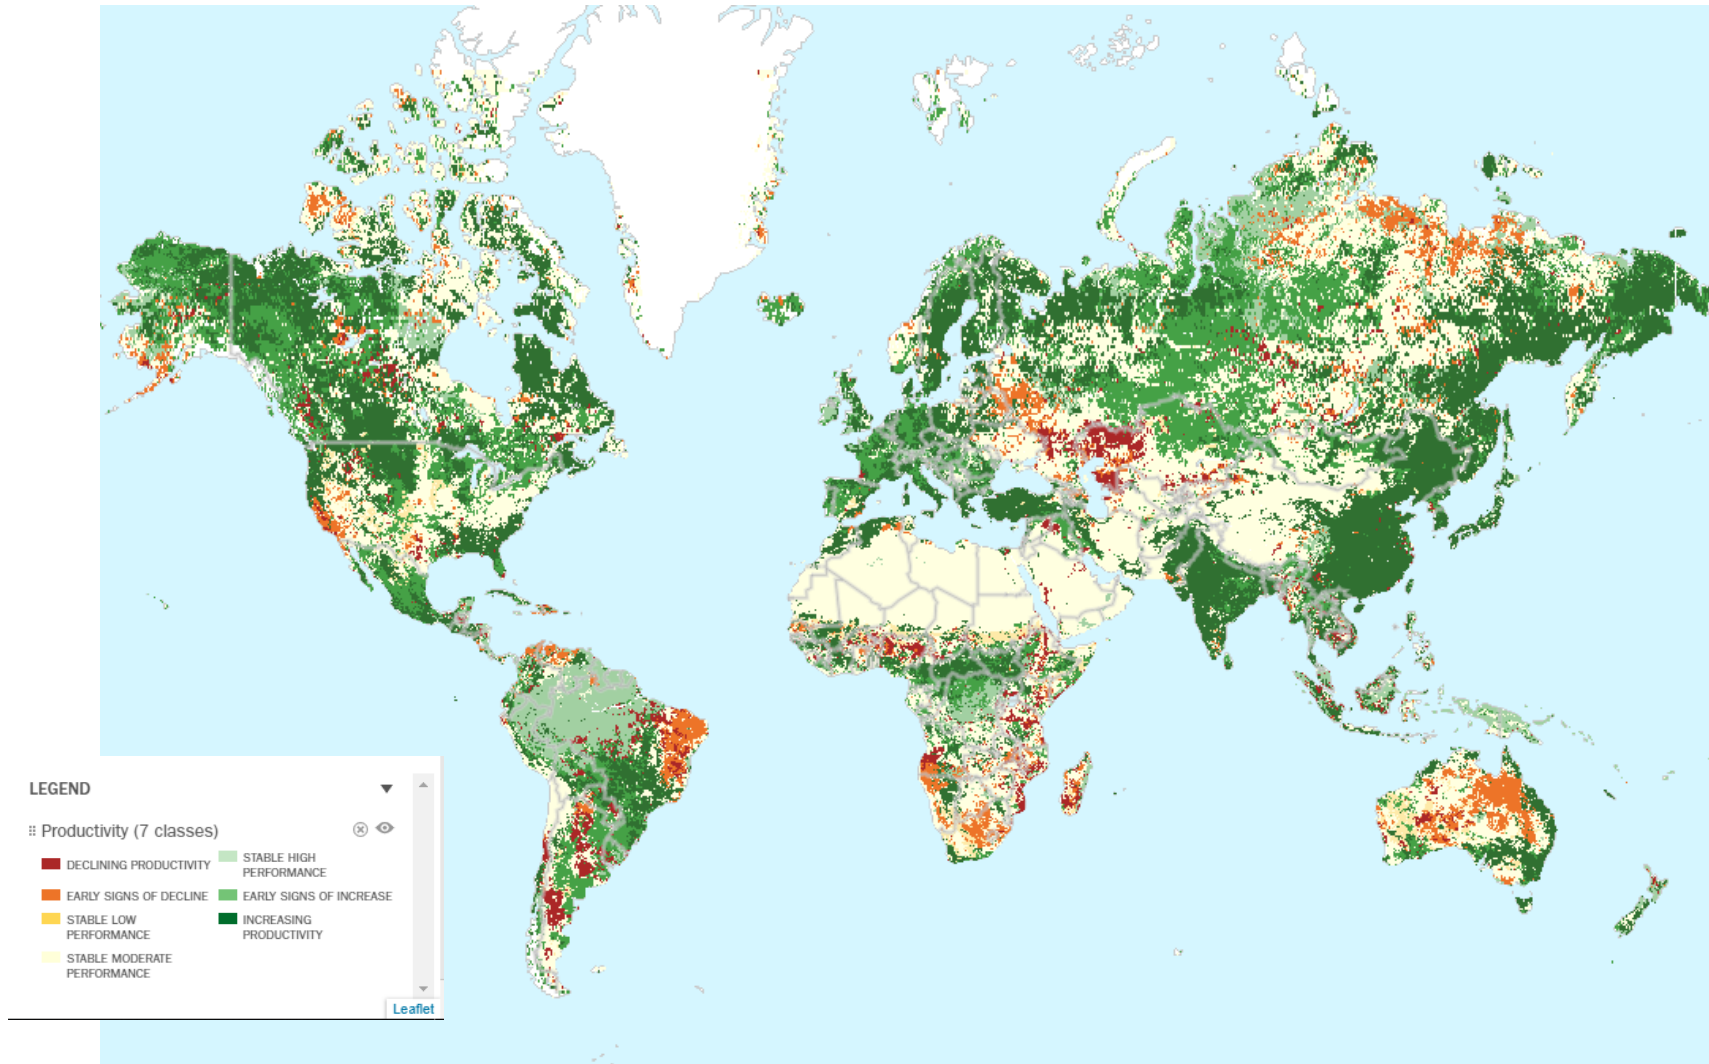 LEGEND
Productivity (7 classes)
DECLINING PRODUCTIVITY
EARLY SIGNS OF DECLINE
STABLE LOW
PERFORMANCE
STABLE MODERATE
PERFORMANCE
STABLE HIGH
PERFORMANCE
EARLY SIGNS OF INCREASE
INCREASING
PRODUCTIVITY
Leaflet